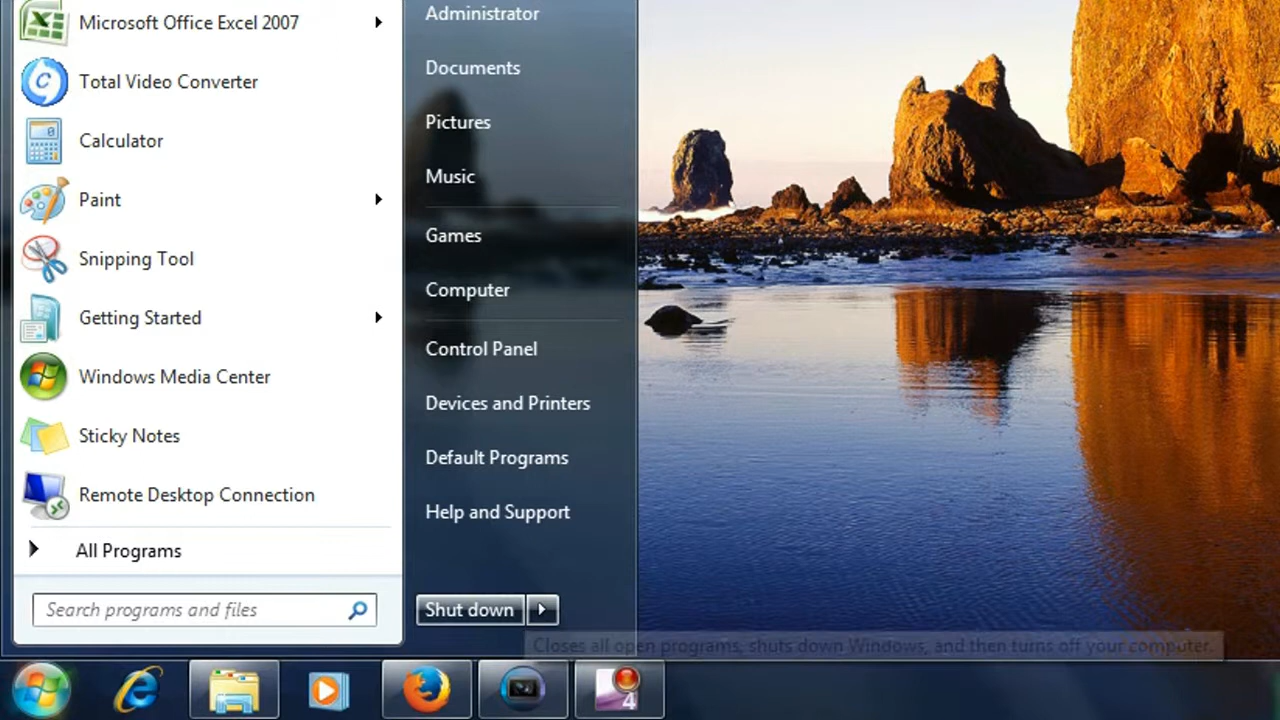 Microsoft Office Excel 2007
Total Video Converter
Calculator
Paint
Snipping Tool
Getting Started
Windows Media Center
Sticky Notes
Remote Desktop Connection
All Programs
Search programs and files
Administrator
Documents
Pictures
Music
Games
Computer
Control Panel
Devices and Printers
Default Programs
Help and Support
Shut down
Closes all open programs, shuts down Windows, and then turns off your computer.
4